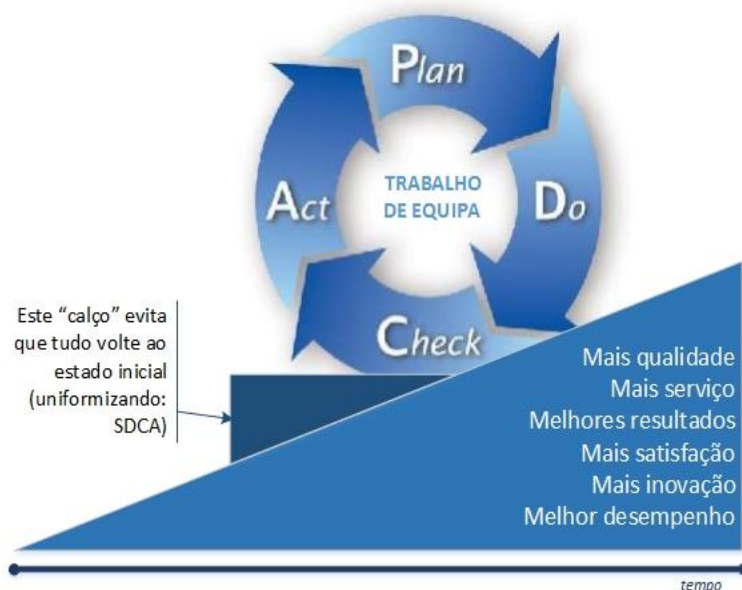 Plan
Do
Check
Act
TRABALHO
DE EQUIPA
Este “calço” evita
que tudo volte ao
estado inicial
(uniformizando:
SDCA)
Mais qualidade
Mais serviço
Melhores resultados
Mais satisfação
Mais inovação
Melhor desempenho
tempo